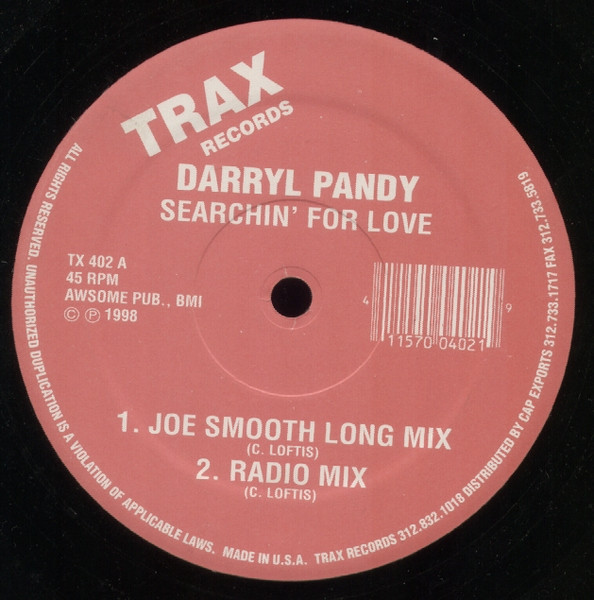 TRAX
RECORDS
DARRYL PANDY
SEARCHIN' FOR LOVE
TX 402 A
45 RPM
AWSOME PUB., BMI
© ℗ 1998
4 11570 04021 9
1. JOE SMOOTH LONG MIX
(C. LOFTIS)
2. RADIO MIX
(C. LOFTIS)
ALL RIGHTS RESERVED. UNAUTHORIZED DUPLICATION IS A VIOLATION OF APPLICABLE LAWS. MADE IN U.S.A. TRAX RECORDS 312.832.1018 DISTRIBUTED BY CAP EXPORTS 312.733.1717 FAX 312.733.5819